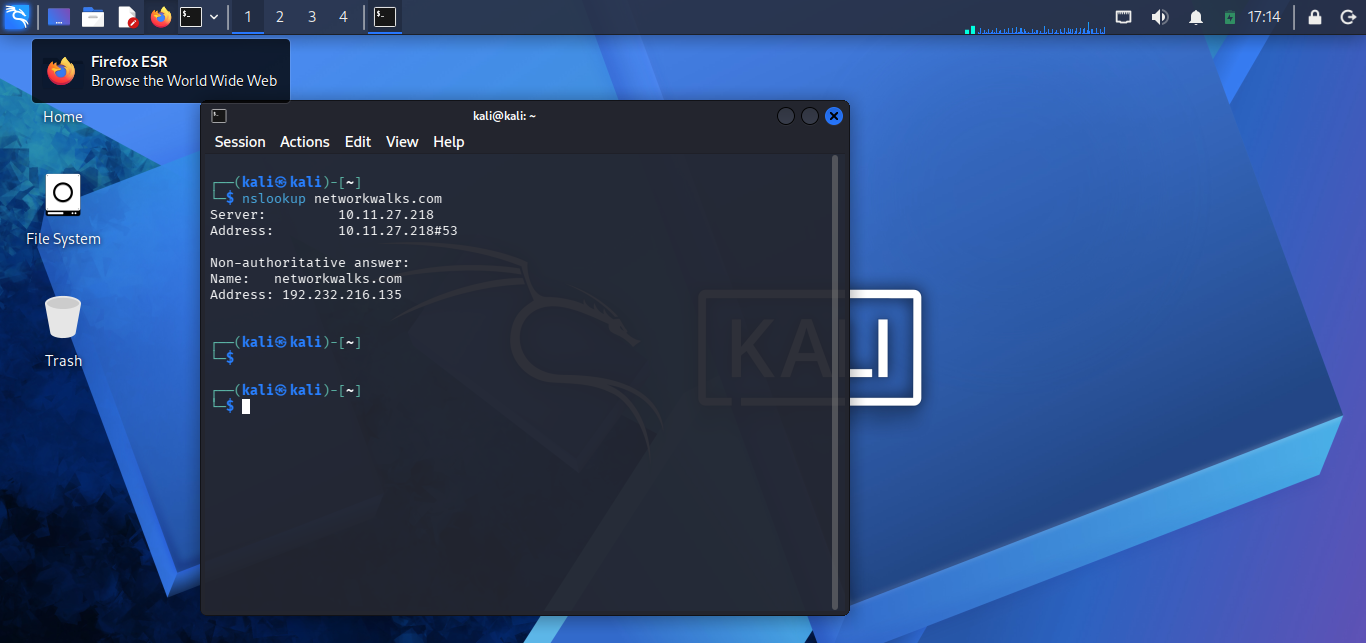 1 2 3 4 17:14
Firefox ESR
Browse the World Wide Web
Home
File System
Trash
kali@kali: ~
Session Actions Edit View Help
┌──(kali㉿kali)-[~]
└─$ nslookup networkwalks.com
Server:         10.11.27.218
Address:        10.11.27.218#53
Non-authoritative answer:
Name:   networkwalks.com
Address: 192.232.216.135
┌──(kali㉿kali)-[~]
└─$
┌──(kali㉿kali)-[~]
└─$
KALI